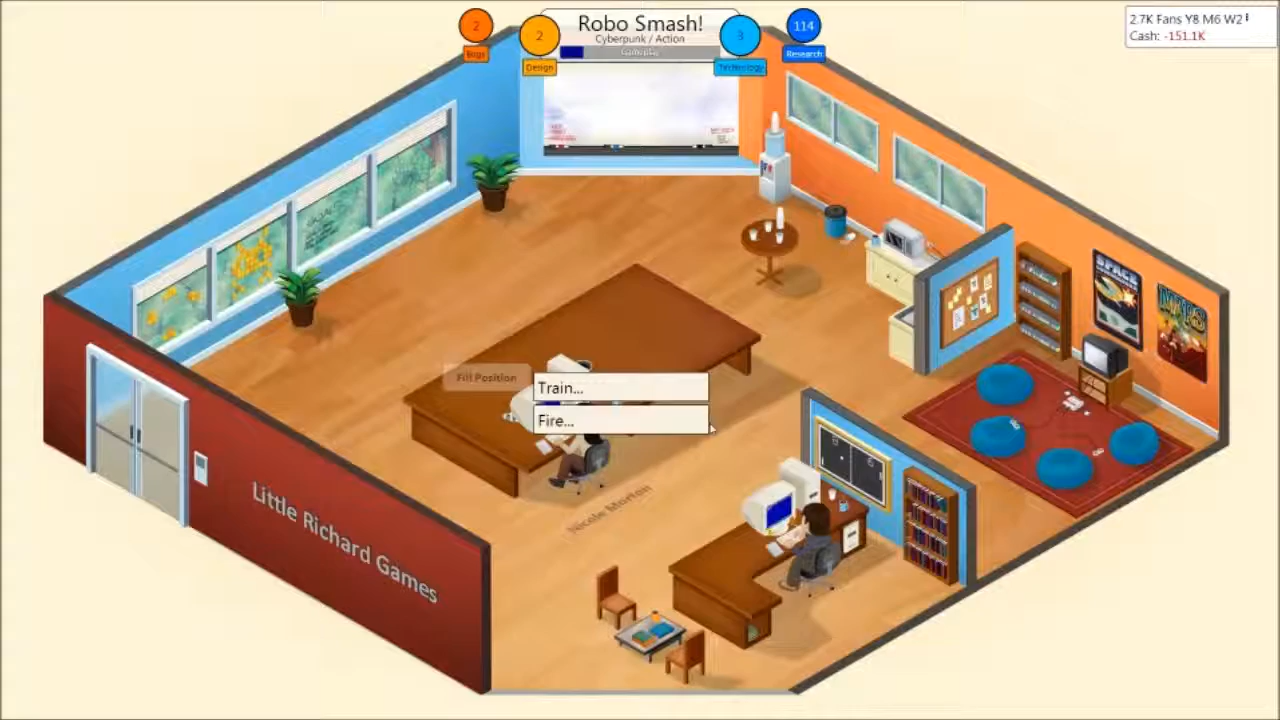 Robo Smash!
Cyberpunk / Action
Gameplay
2
Bugs
2
Design
3
Technology
114
Research
2.7K Fans Y8 M6 W2
Cash: -151.1K
SPACE
Fill Position
Train...
Fire...
Nicole Morton
Little Richard Games